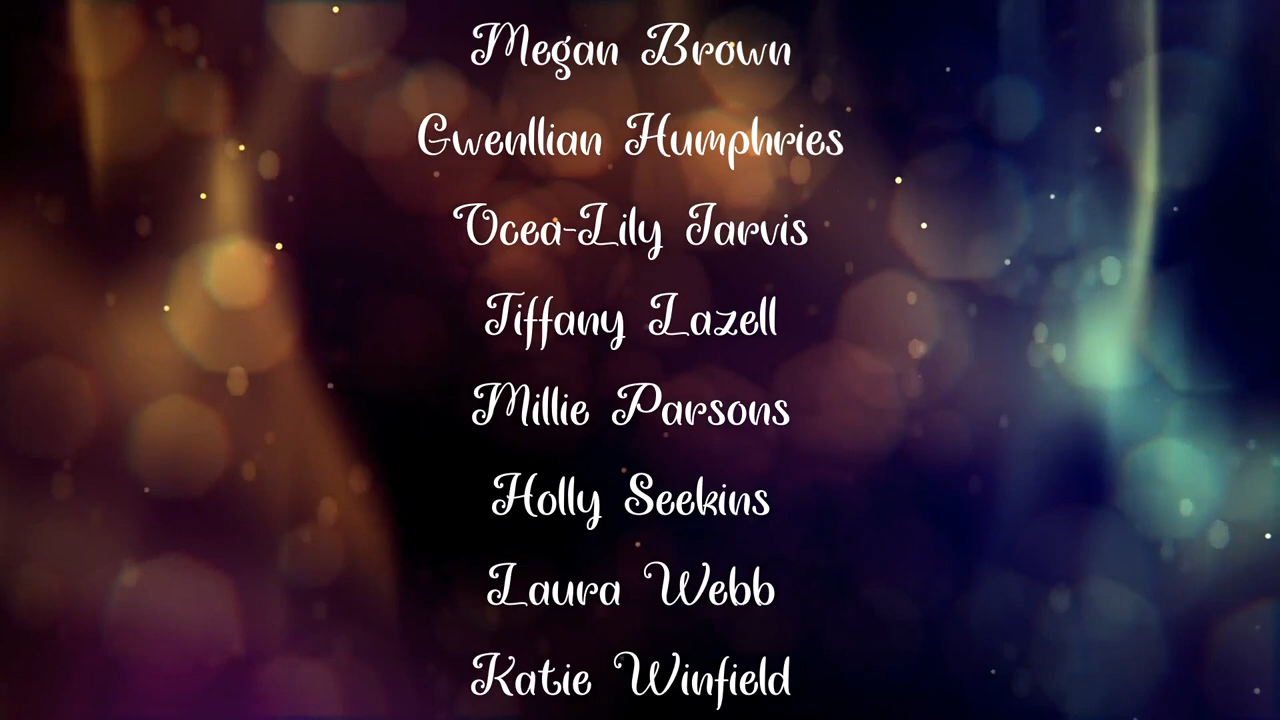 Megan Brown
Gwenllian Humphries
Ocea-Lily Jarvis
Tiffany Lazell
Millie Parsons
Holly Seekins
Laura Webb
Katie Winfield